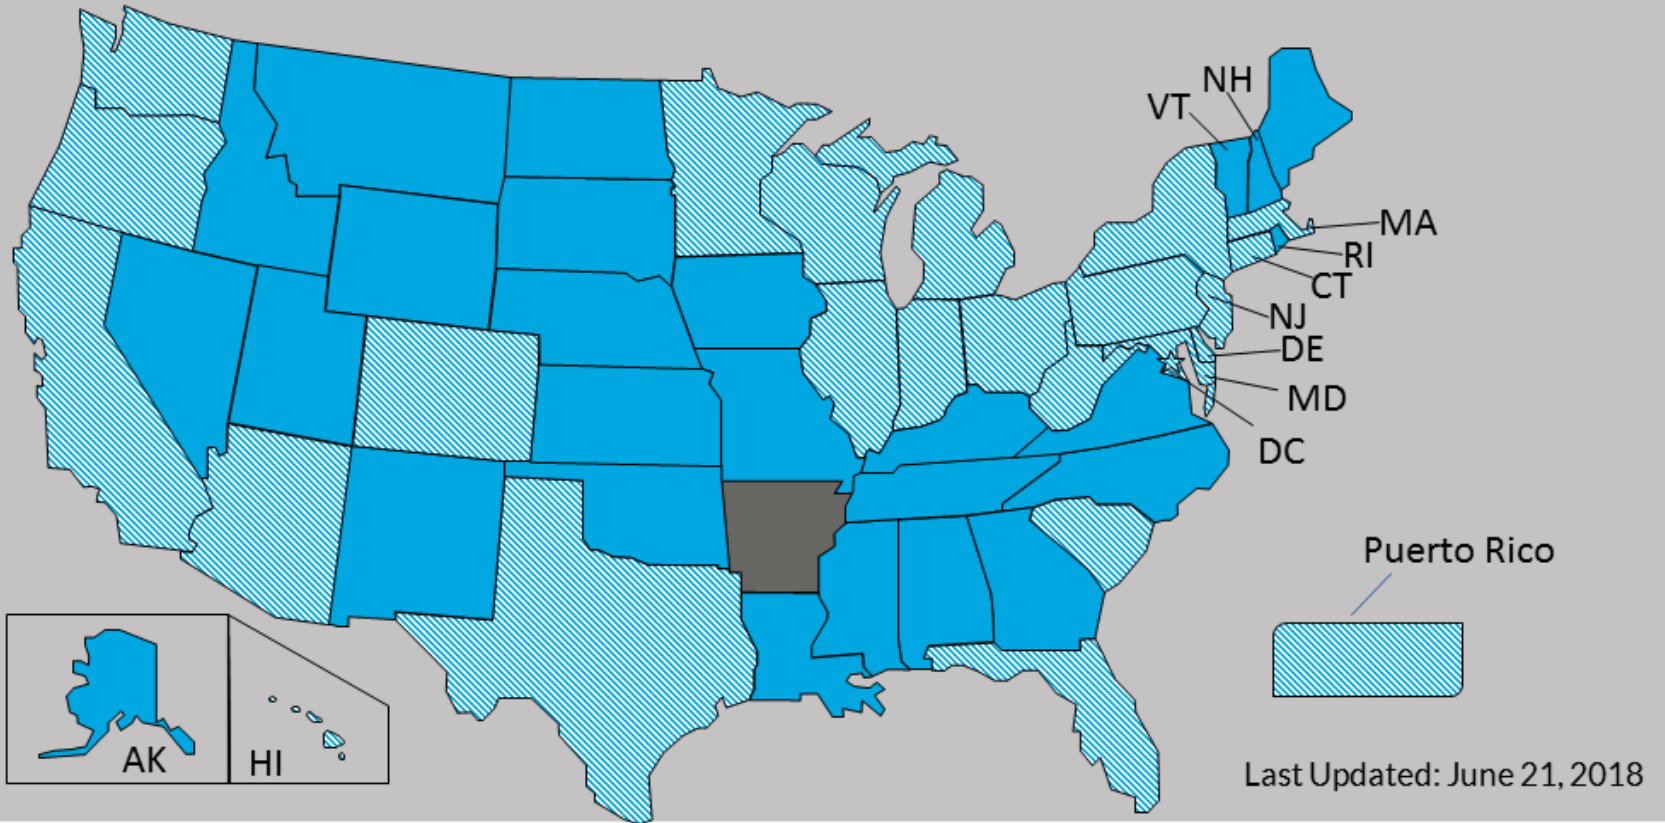 NH
VT
MA
RI
CT
NJ
DE
MD
DC
Puerto Rico
AK
HI
Last Updated: June 21, 2018